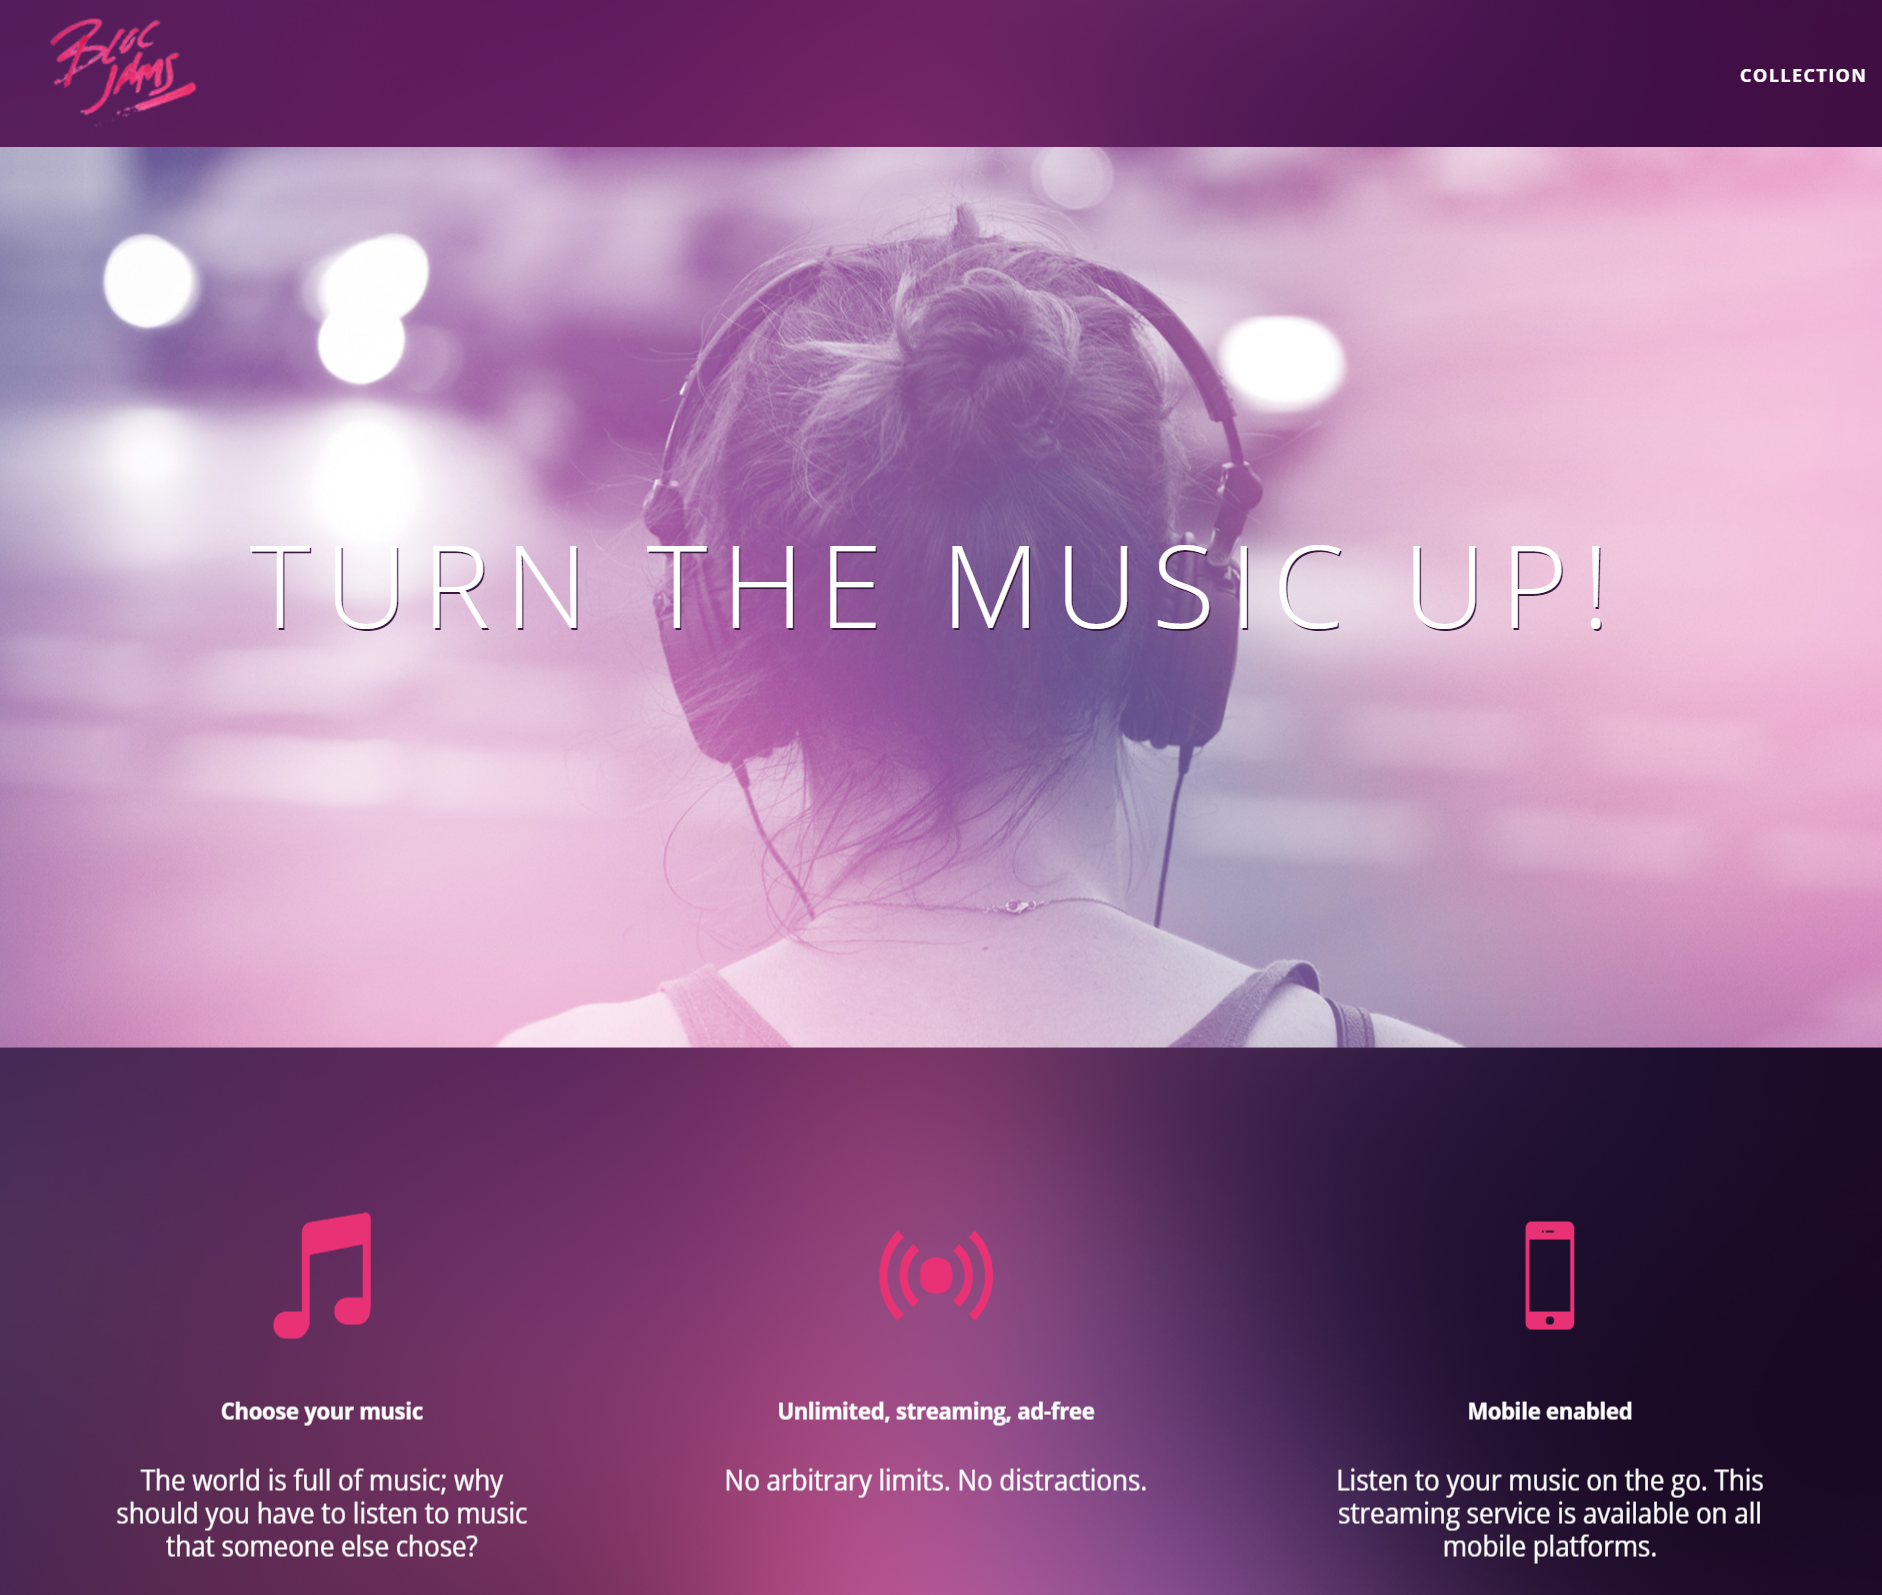 Bloc
Jams
COLLECTION
TURN THE MUSIC UP!
Choose your music
The world is full of music; why
should you have to listen to music
that someone else chose?
Unlimited, streaming, ad-free
No arbitrary limits. No distractions.
Mobile enabled
Listen to your music on the go. This
streaming service is available on all
mobile platforms.